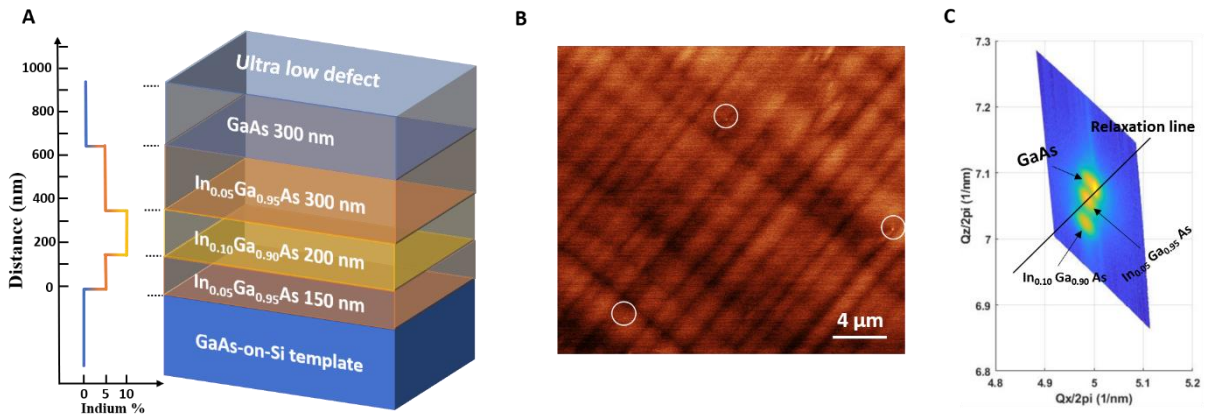 A
1000
900
800
600
400
200
0
Distance (nm)
0 5 10
Indium %
Ultra low defect
GaAs 300 nm
In₀.₀₅Ga₀.₉₅As 300 nm
In₀.₁₀Ga₀.₉₀As 200 nm
In₀.₀₅Ga₀.₉₅As 150 nm
GaAs-on-Si template
B
4 µm
C
7.3
7.2
7.1
7
6.9
6.8
Qz/2pi (1/nm)
Relaxation line
GaAs
In₀.₁₀ Ga₀.₉₀ As
In₀.₀₅ Ga₀.₉₅ As
4.8 4.9 5 5.1 5.2
Qx/2pi (1/nm)